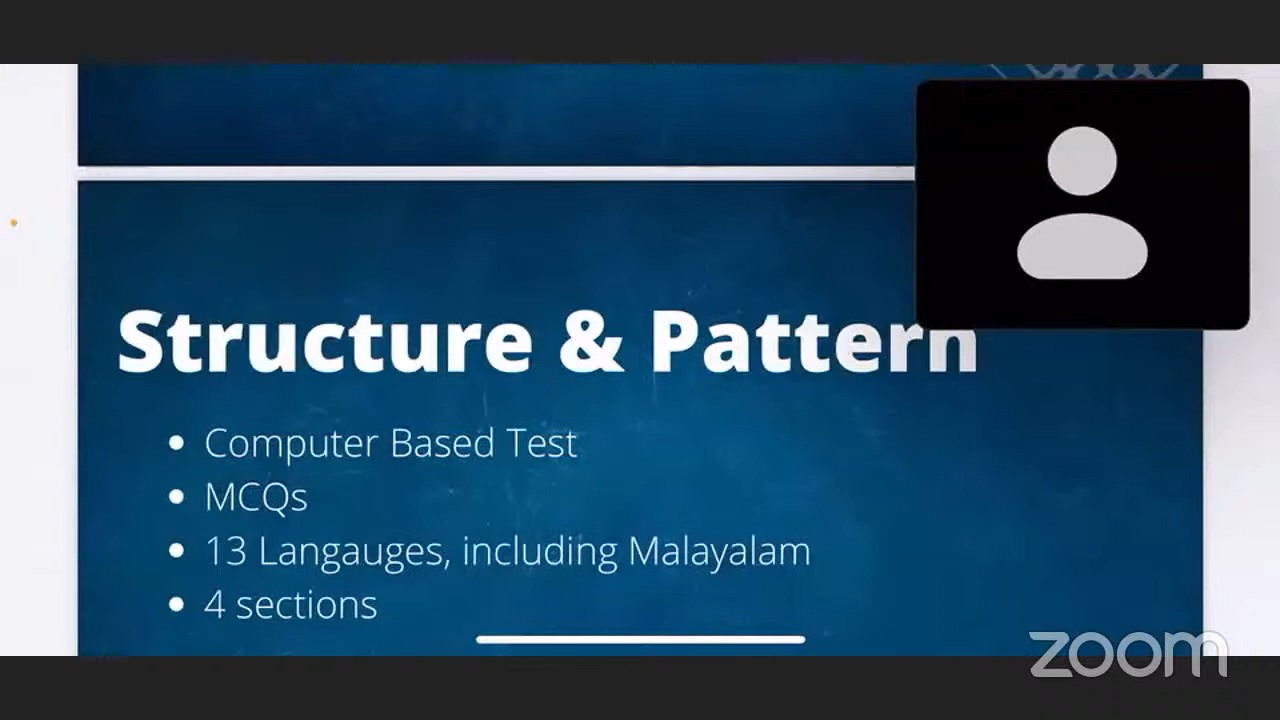 Structure & Pattern
Computer Based Test
MCQs
13 Langauges, including Malayalam
4 sections
zoom